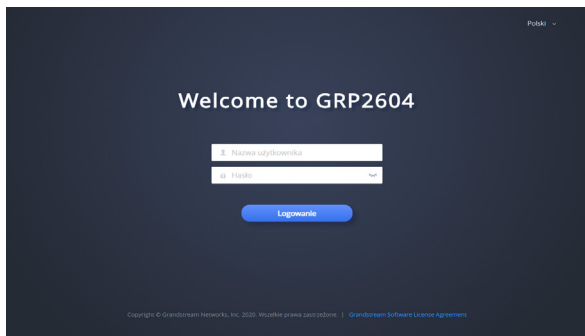 Polski
Welcome to GRP2604
Nazwa użytkownika
Hasło
Logowanie
Copyright © Grandstream Networks, Inc. 2020. Wszelkie prawa zastrzeżone. | Grandstream Software License Agreement